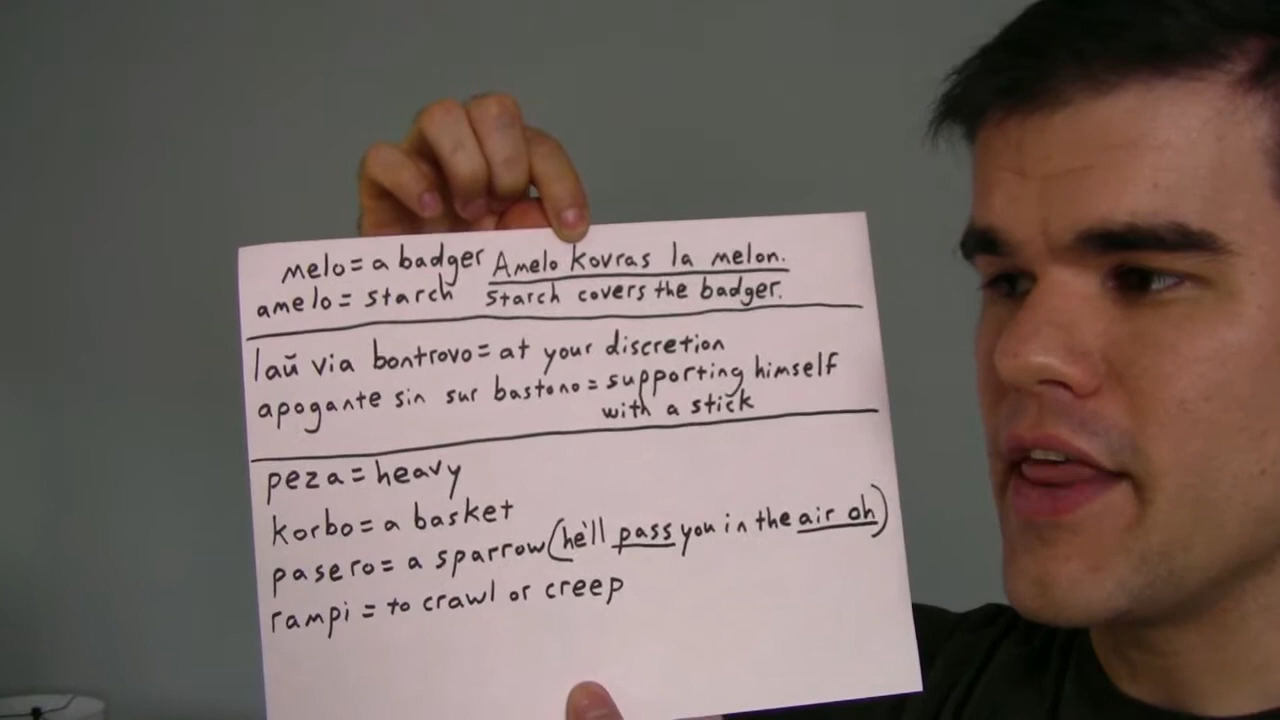 melo = a badger Amelo kovras la melon.
amelo = starch Starch covers the badger.
laŭ via bontrovo = at your discretion
apogante sin sur bastono = supporting himself
with a stick
peza = heavy
korbo = a basket
pasero = a sparrow (he'll pass you in the air oh)
rampi = to crawl or creep